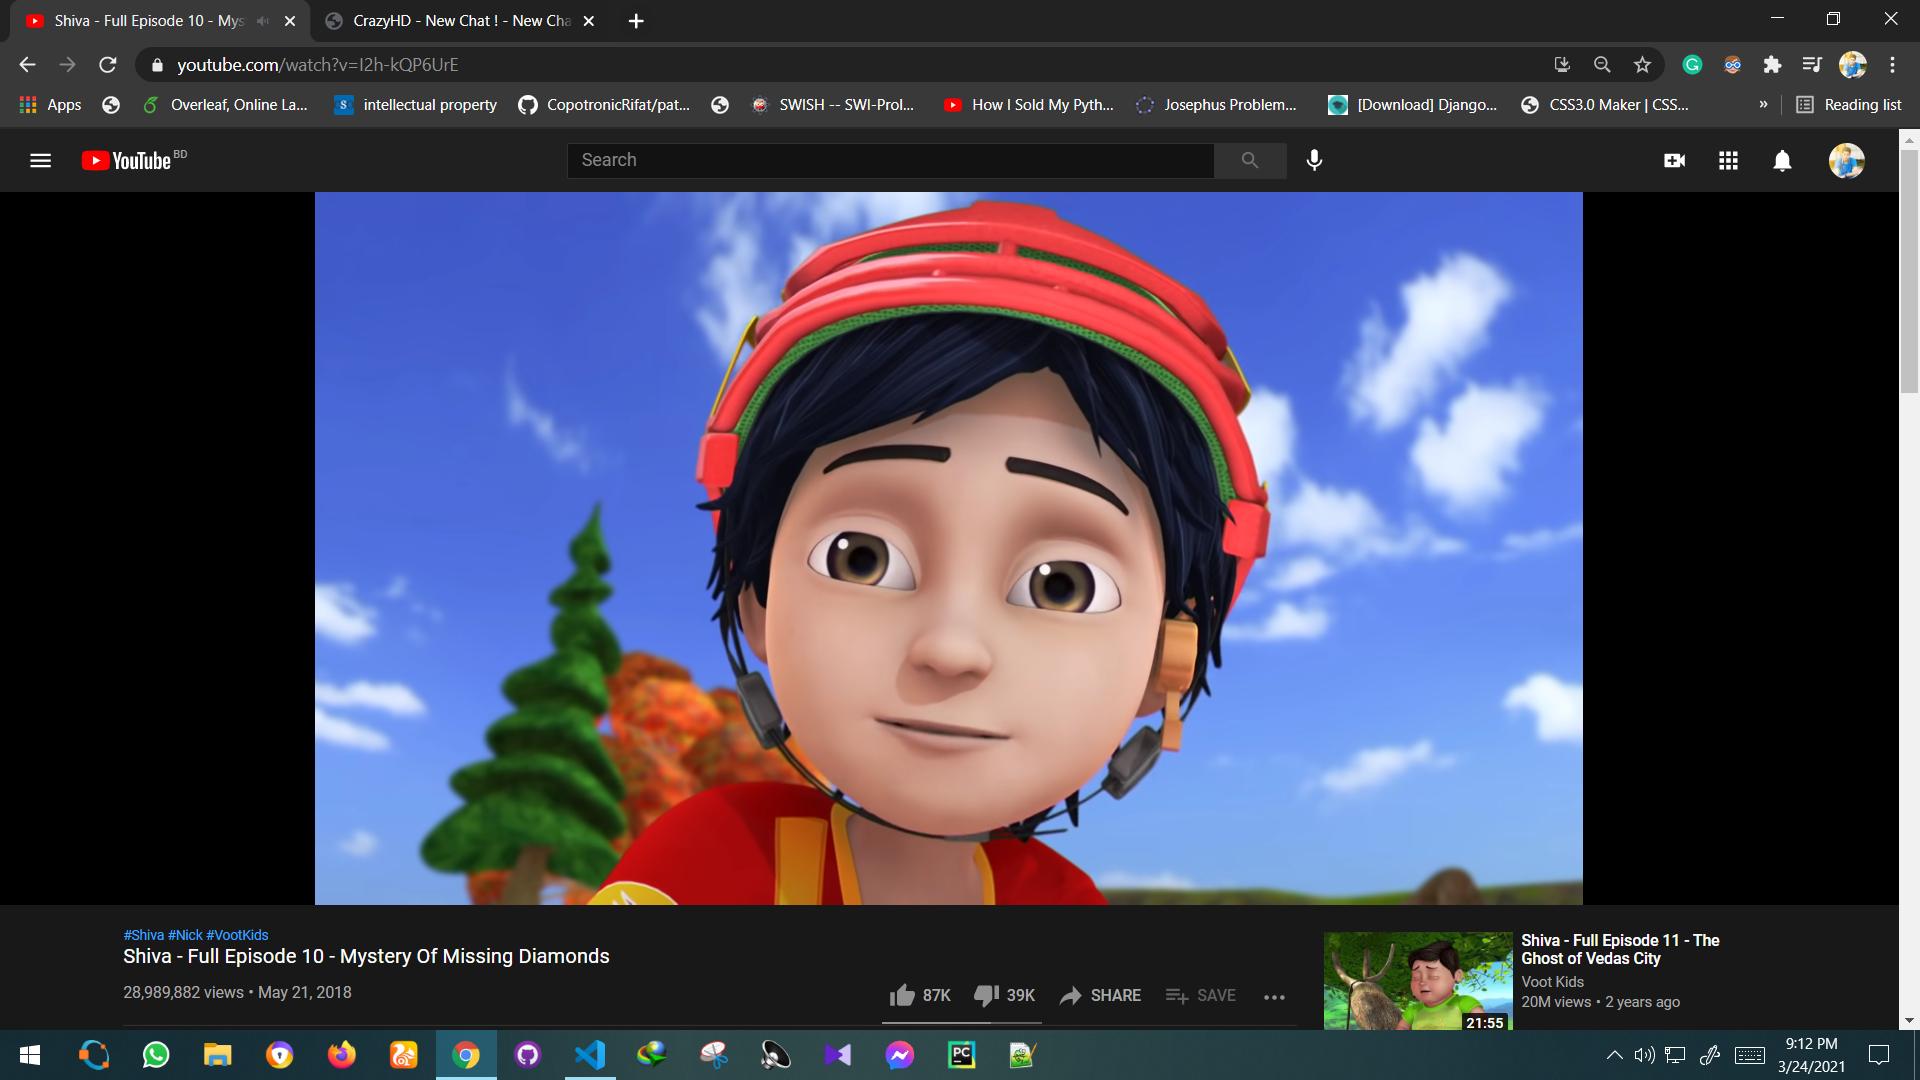 Shiva - Full Episode 10 - Mys
CrazyHD - New Chat ! - New Cha
youtube.com/watch?v=I2h-kQP6UrE
Apps
Overleaf, Online La...
intellectual property
CopotronicRifat/pat...
SWISH -- SWI-Prol...
How I Sold My Pyth...
Josephus Problem...
[Download] Django...
CSS3.0 Maker | CSS...
»
Reading list
YouTube BD
Search
#Shiva #Nick #VootKids
Shiva - Full Episode 10 - Mystery Of Missing Diamonds
28,989,882 views • May 21, 2018
87K
39K
SHARE
SAVE
Shiva - Full Episode 11 - The
Ghost of Vedas City
Voot Kids
20M views • 2 years ago
21:55
PC
9:12 PM
3/24/2021